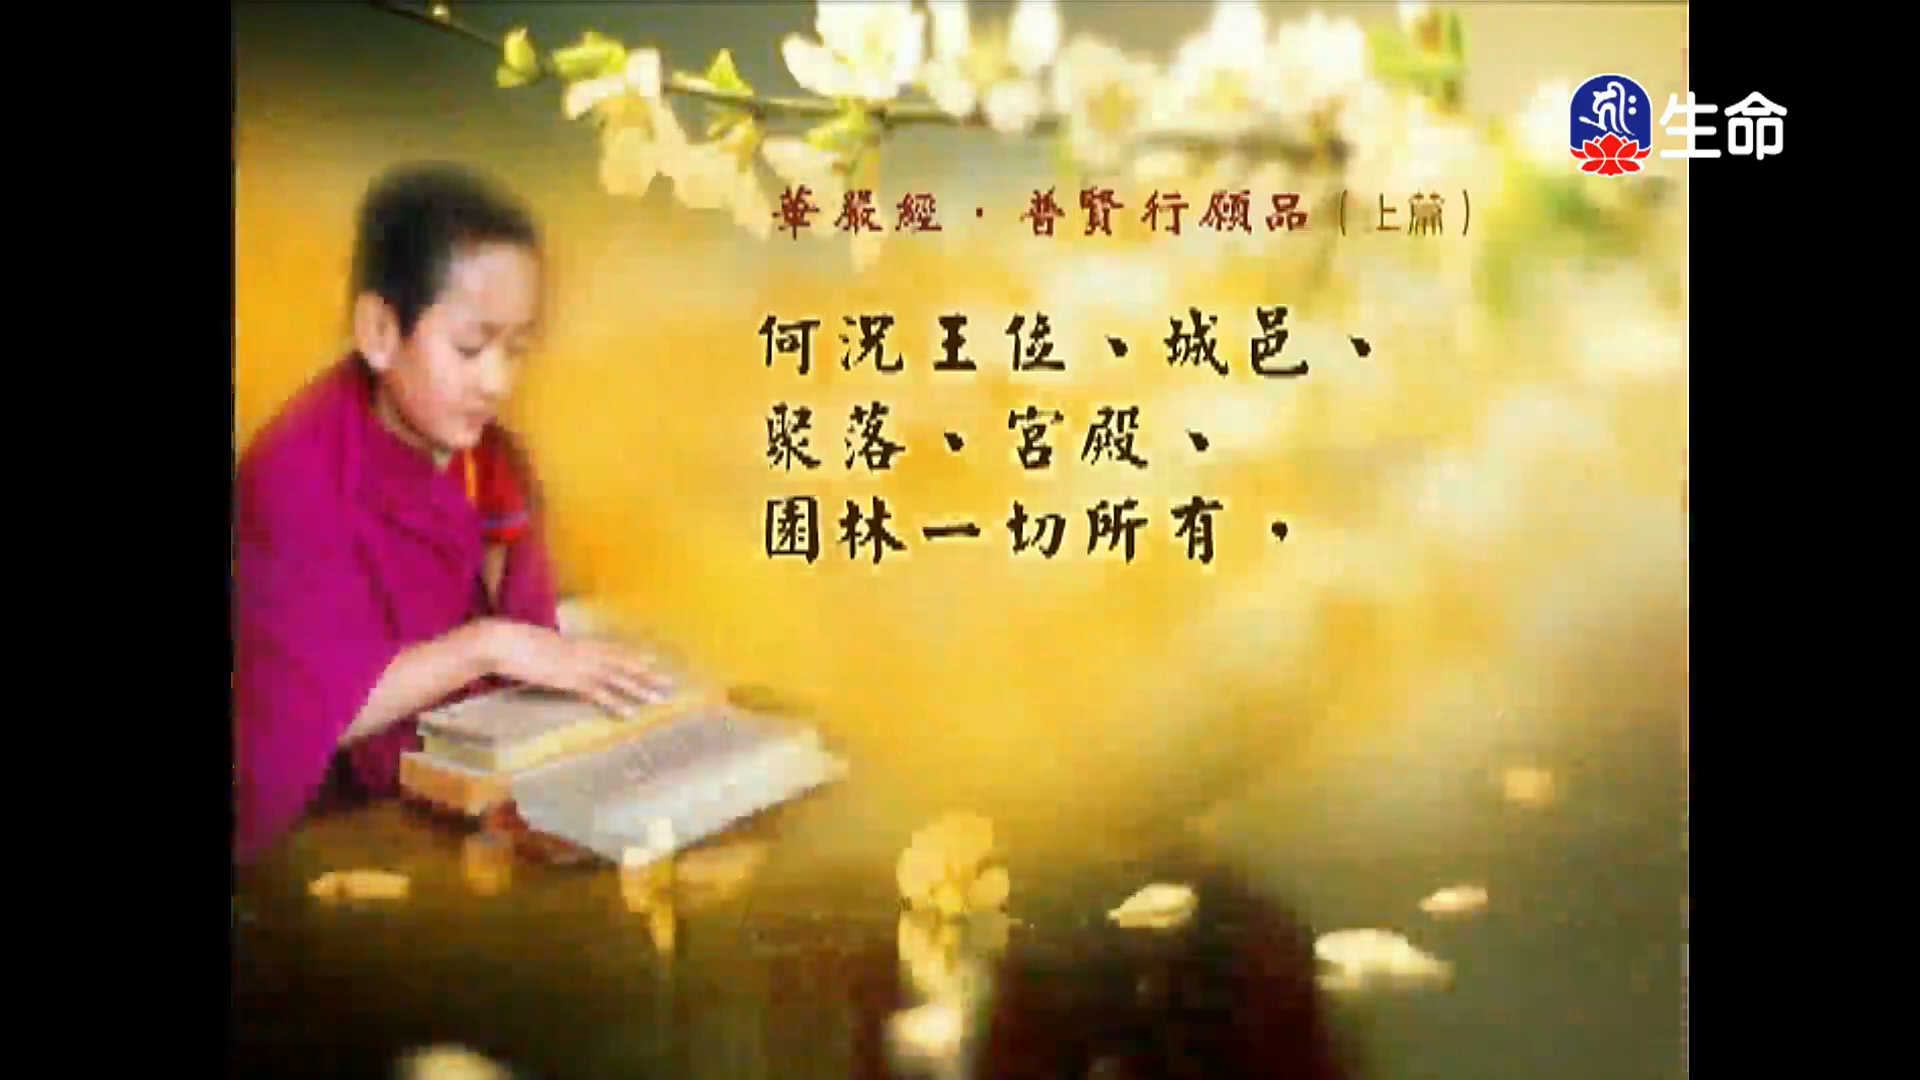 生命
華嚴經・普賢行願品（上篇）
何況王位、城邑、
聚落、宮殿、
園林一切所有，